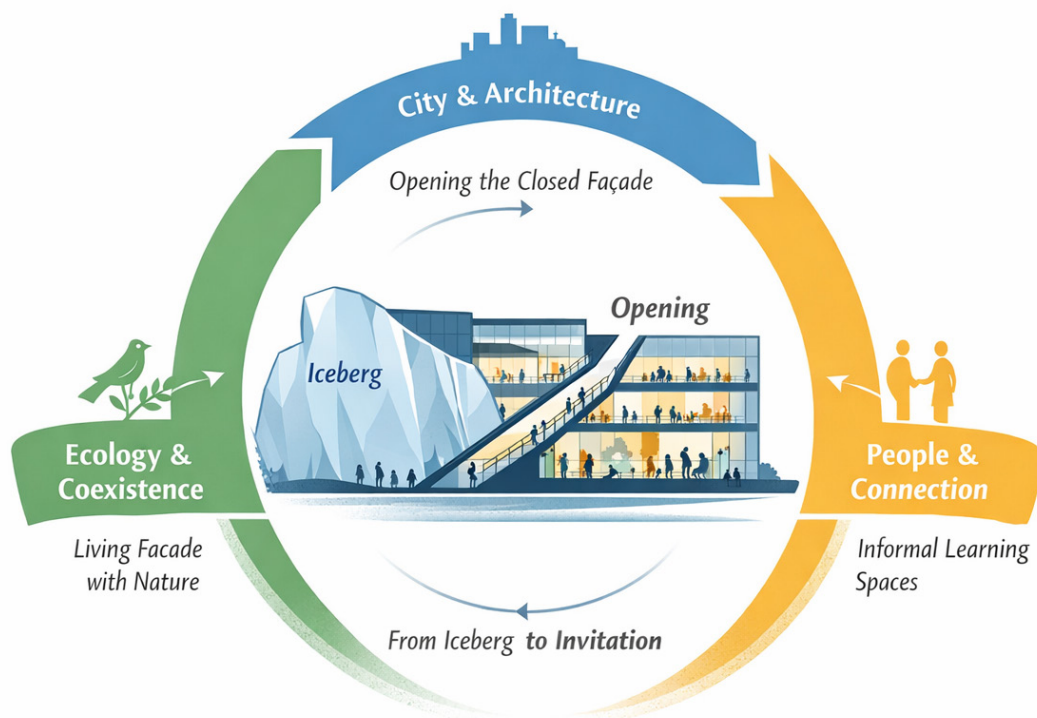 City & Architecture
Opening the Closed Façade
Opening
Iceberg
Ecology &
Coexistence
People &
Connection
Living Facade
with Nature
Informal Learning
Spaces
From Iceberg to Invitation